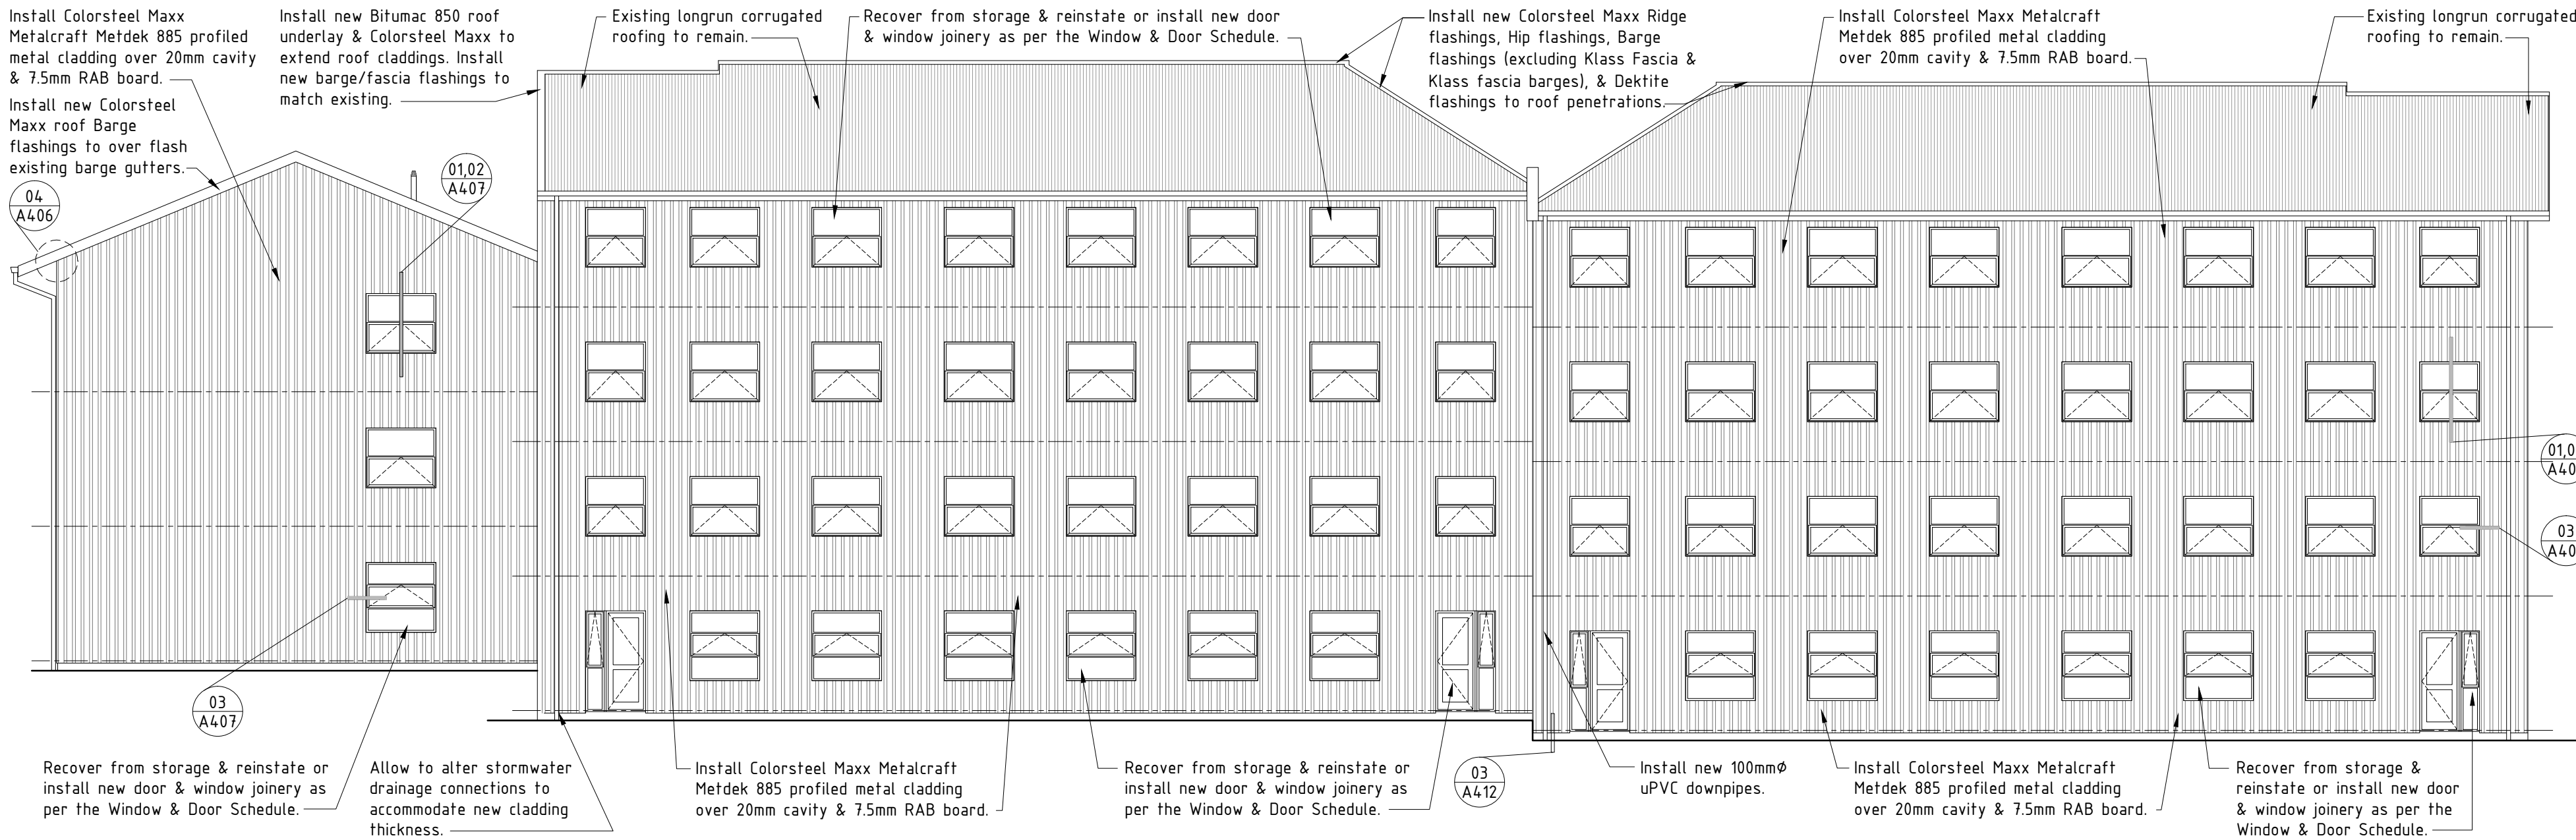 Install Colorsteel Maxx
Metalcraft Metdek 885 profiled
metal cladding over 20mm cavity
& 7.5mm RAB board.
Install new Colorsteel
Maxx roof Barge
flashings to over flash
existing barge gutters.
04
A406
Install new Bitumac 850 roof
underlay & Colorsteel Maxx to
extend roof claddings. Install
new barge/fascia flashings to
match existing.
01,02
A407
Existing longrun corrugated
roofing to remain.
Recover from storage & reinstate or install new door
& window joinery as per the Window & Door Schedule.
Install new Colorsteel Maxx Ridge
flashings, Hip flashings, Barge
flashings (excluding Klass Fascia &
Klass fascia barges), & Dektite
flashings to roof penetrations.
Install Colorsteel Maxx Metalcraft
Metdek 885 profiled metal cladding
over 20mm cavity & 7.5mm RAB board.
Existing longrun corrugated
roofing to remain.
01,0
A40
03
A40
03
A407
Recover from storage & reinstate or
install new door & window joinery as
per the Window & Door Schedule.
Allow to alter stormwater
drainage connections to
accommodate new cladding
thickness.
Install Colorsteel Maxx Metalcraft
Metdek 885 profiled metal cladding
over 20mm cavity & 7.5mm RAB board.
Recover from storage & reinstate or
install new door & window joinery as
per the Window & Door Schedule.
03
A412
Install new 100mmø
uPVC downpipes.
Install Colorsteel Maxx Metalcraft
Metdek 885 profiled metal cladding
over 20mm cavity & 7.5mm RAB board.
Recover from storage &
reinstate or install new door
& window joinery as per the
Window & Door Schedule.